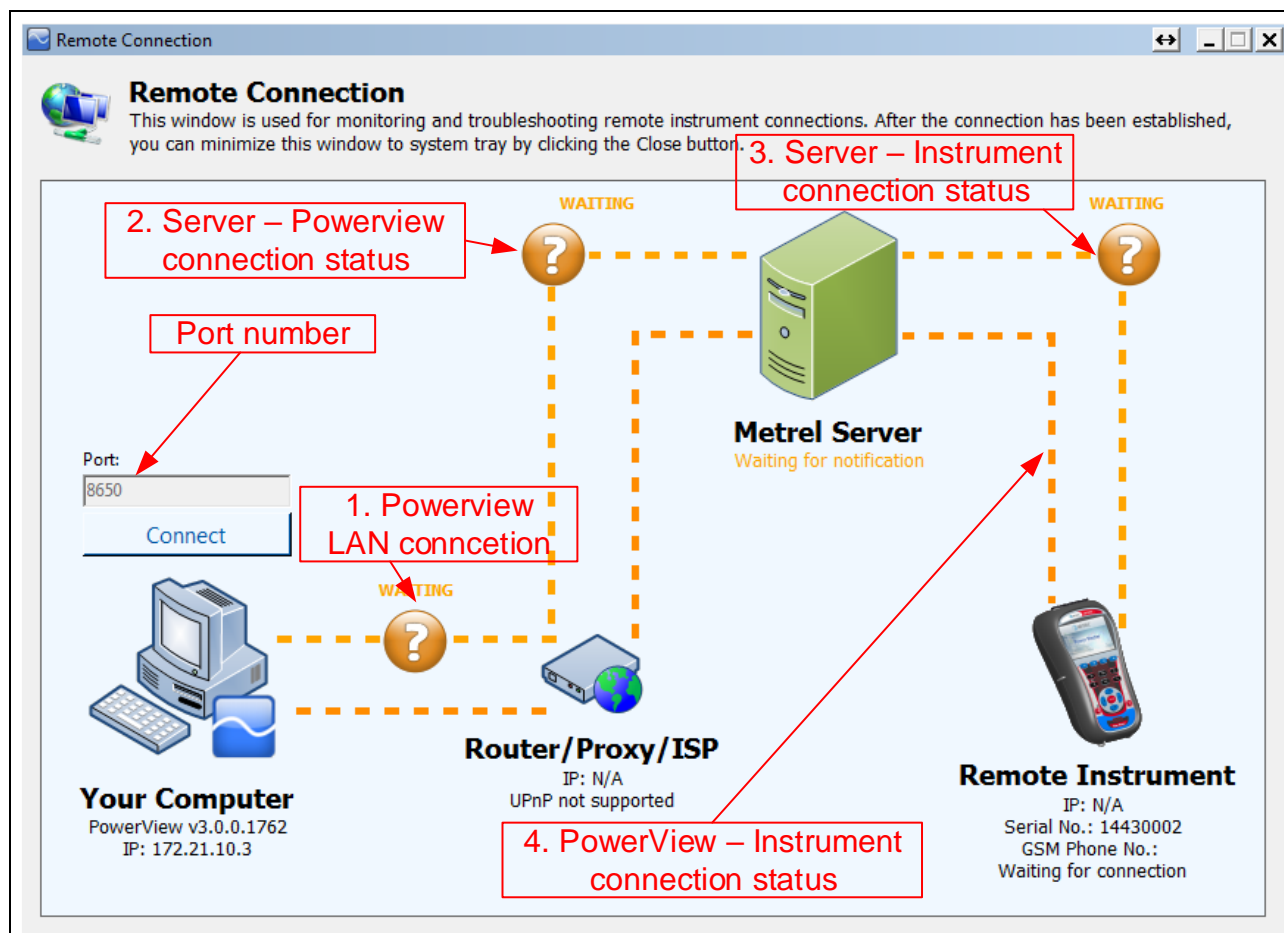 Remote Connection
Remote Connection
This window is used for monitoring and troubleshooting remote instrument connections. After the connection has been established,
you can minimize this window to system tray by clicking the Close button.
3. Server – Instrument
connection status
2. Server – Powerview
connection status
WAITING
WAITING
Port number
Metrel Server
Waiting for notification
Port:
8650
Connect
1. Powerview
LAN conncetion
WAITING
Router/Proxy/ISP
IP: N/A
UPnP not supported
Your Computer
PowerView v3.0.0.1762
IP: 172.21.10.3
Remote Instrument
IP: N/A
Serial No.: 14430002
GSM Phone No.:
Waiting for connection
4. PowerView – Instrument
connection status